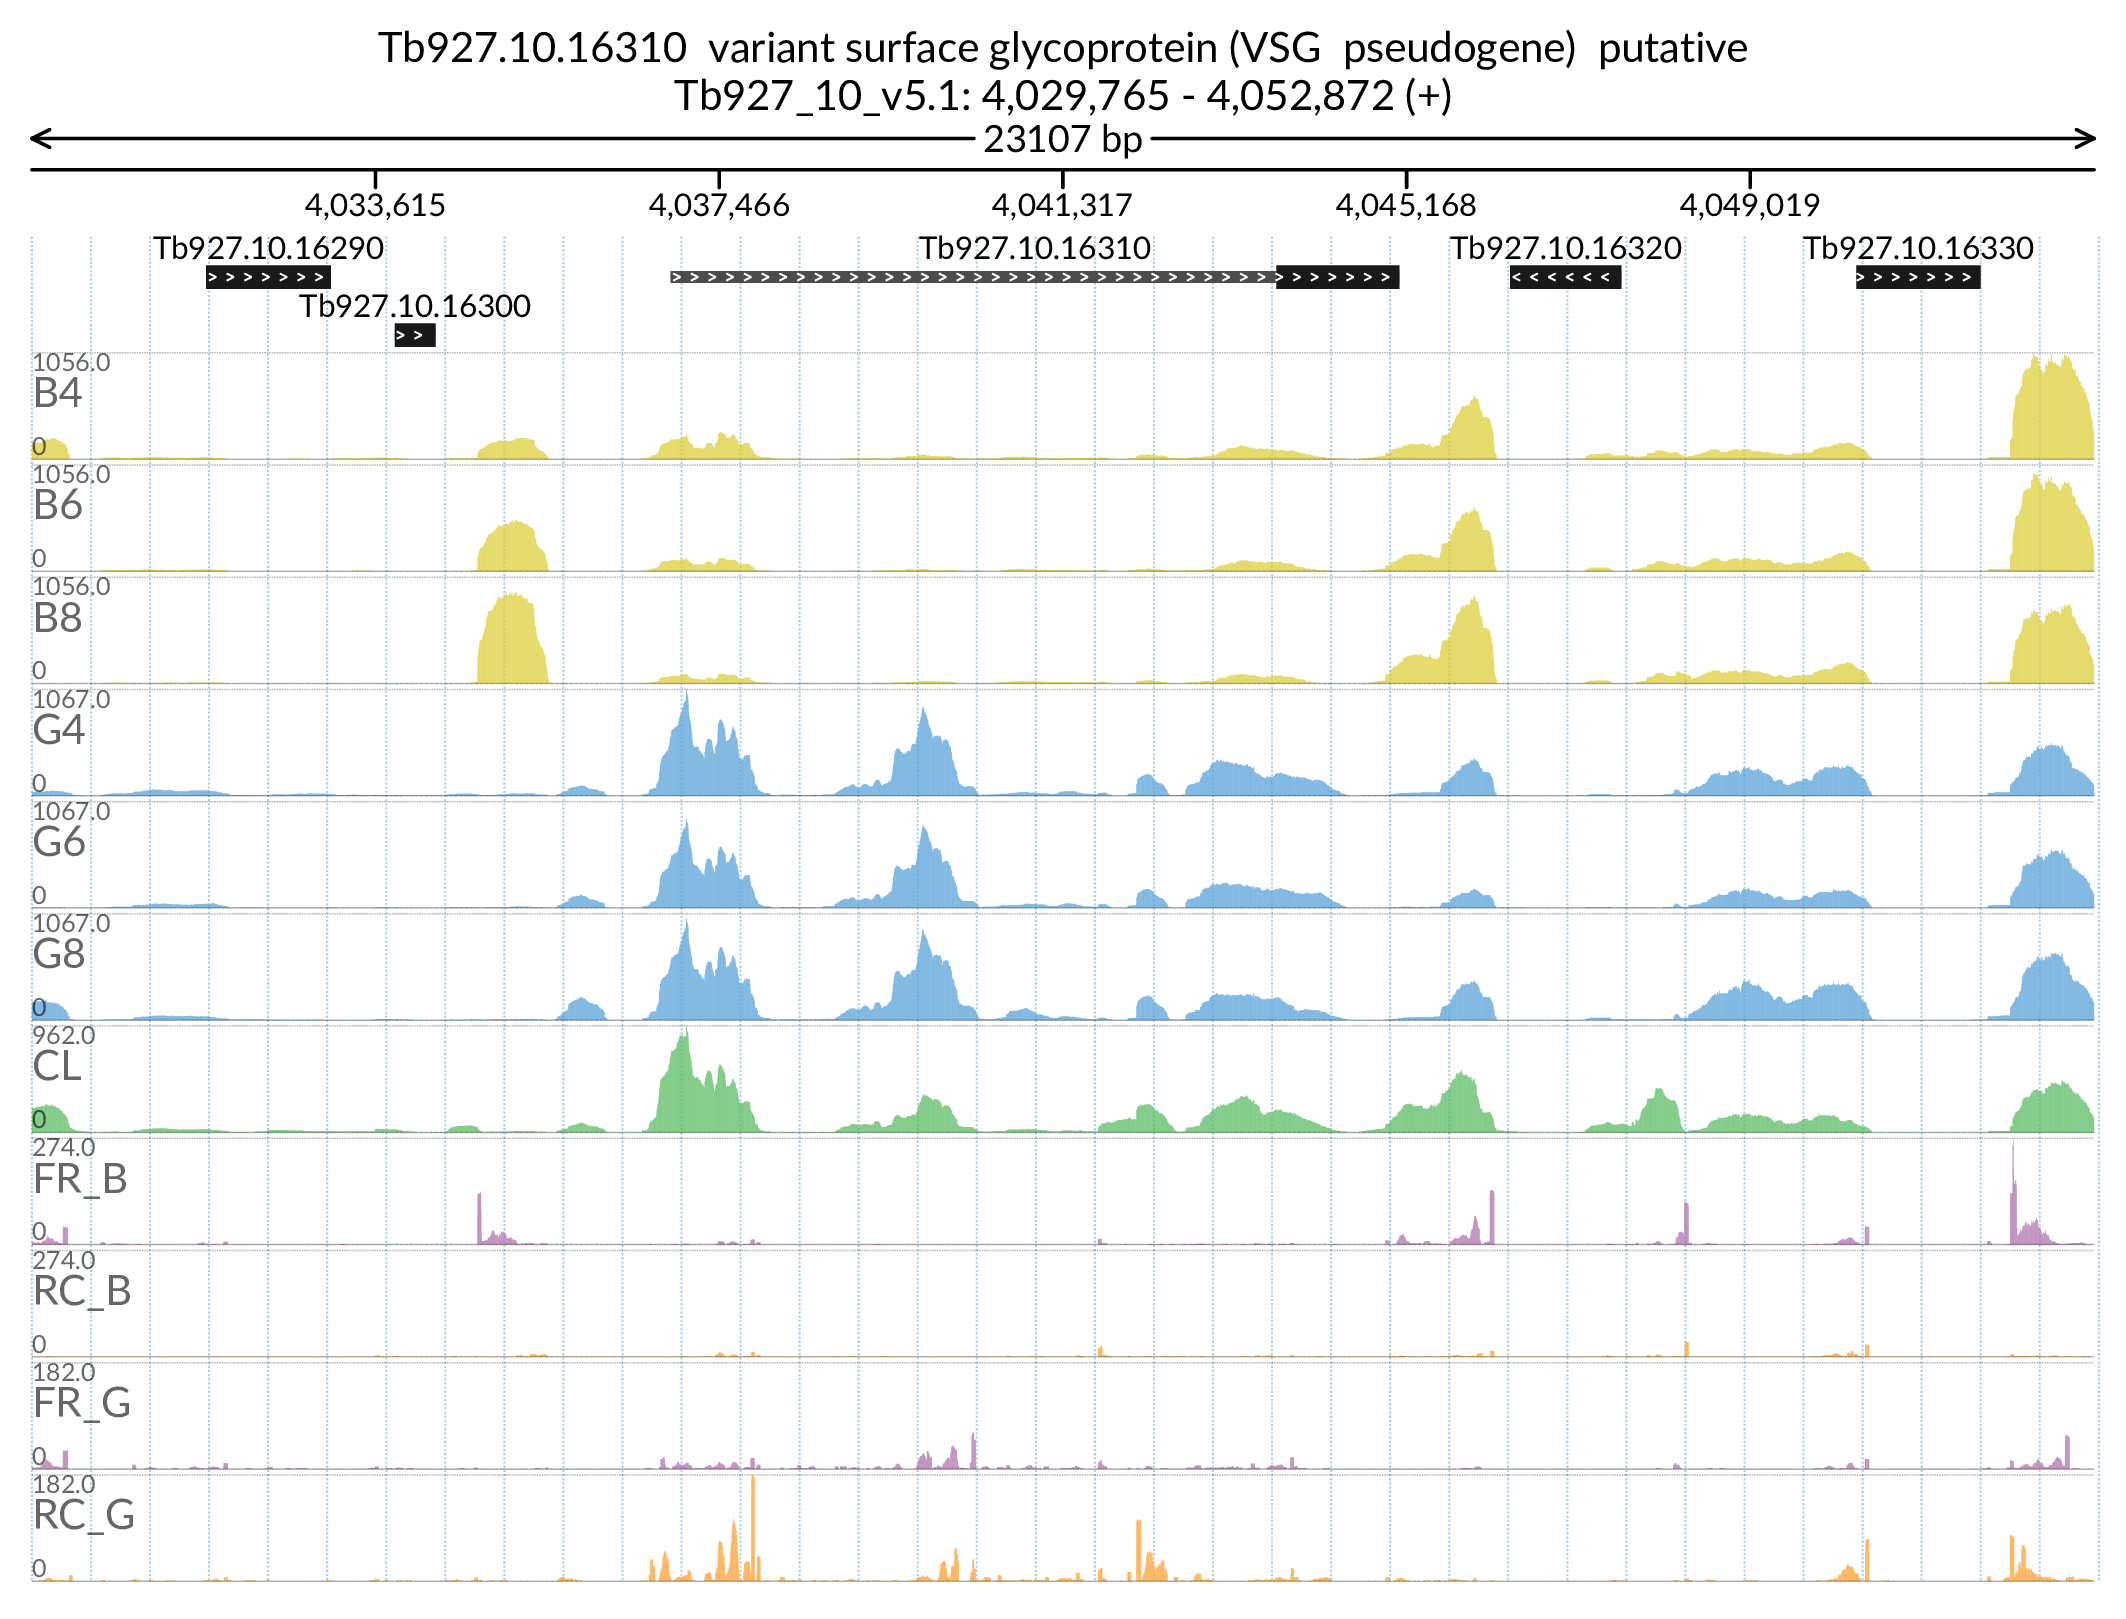 Tb927.10.16310  variant surface glycoprotein (VSG  pseudogene)  putative
Tb927_10_v5.1: 4,029,765 - 4,052,872 (+)
23107 bp
4,033,615 4,037,466 4,041,317 4,045,168 4,049,019
Tb927.10.16290 Tb927.10.16310 Tb927.10.16320 Tb927.10.16330
Tb927.10.16300
1056.0
B4
0
1056.0
B6
0
1056.0
B8
0
1067.0
G4
0
1067.0
G6
0
1067.0
G8
0
962.0
CL
0
274.0
FR_B
0
274.0
RC_B
0
182.0
FR_G
0
182.0
RC_G
0